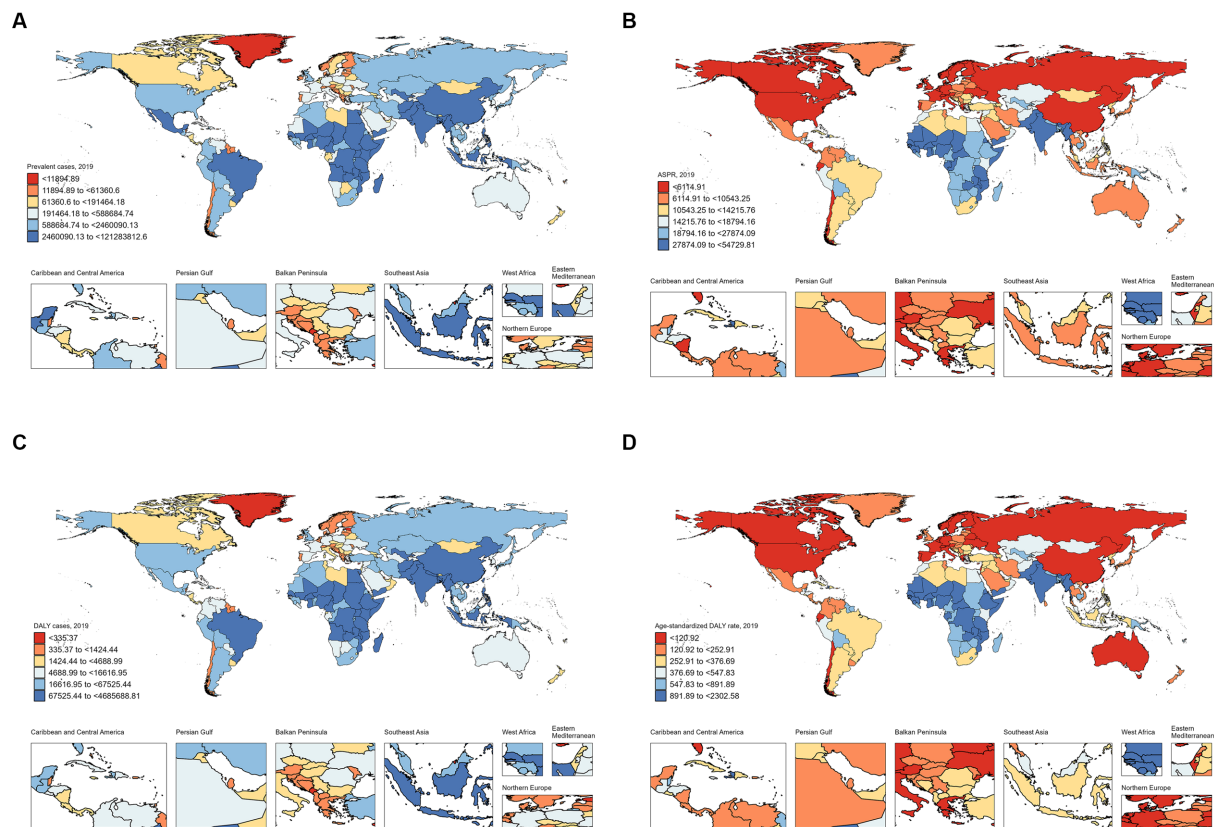 A
Prevalent cases, 2019
<11894.89
11894.89 to <61360.6
61360.6 to <191464.18
191464.18 to <588684.74
588684.74 to <2460090.13
2460090.13 to <121283812.6
Caribbean and Central America
Persian Gulf
Balkan Peninsula
Southeast Asia
West Africa
Eastern
Mediterranean
Northern Europe
B
ASPR, 2019
<6114.91
6114.91 to <10543.25
10543.25 to <14215.76
14215.76 to <18794.16
18794.16 to <27874.09
27874.09 to <54729.81
Caribbean and Central America
Persian Gulf
Balkan Peninsula
Southeast Asia
West Africa
Eastern
Mediterranean
Northern Europe
C
DALY cases, 2019
<335.37
335.37 to <1424.44
1424.44 to <4688.99
4688.99 to <16616.95
16616.95 to <67525.44
67525.44 to <4685688.81
Caribbean and Central America
Persian Gulf
Balkan Peninsula
Southeast Asia
West Africa
Eastern
Mediterranean
Northern Europe
D
Age-standardized DALY rate, 2019
<120.92
120.92 to <252.91
252.91 to <376.69
376.69 to <547.83
547.83 to <891.89
891.89 to <2302.58
Caribbean and Central America
Persian Gulf
Balkan Peninsula
Southeast Asia
West Africa
Eastern
Mediterranean
Northern Europe